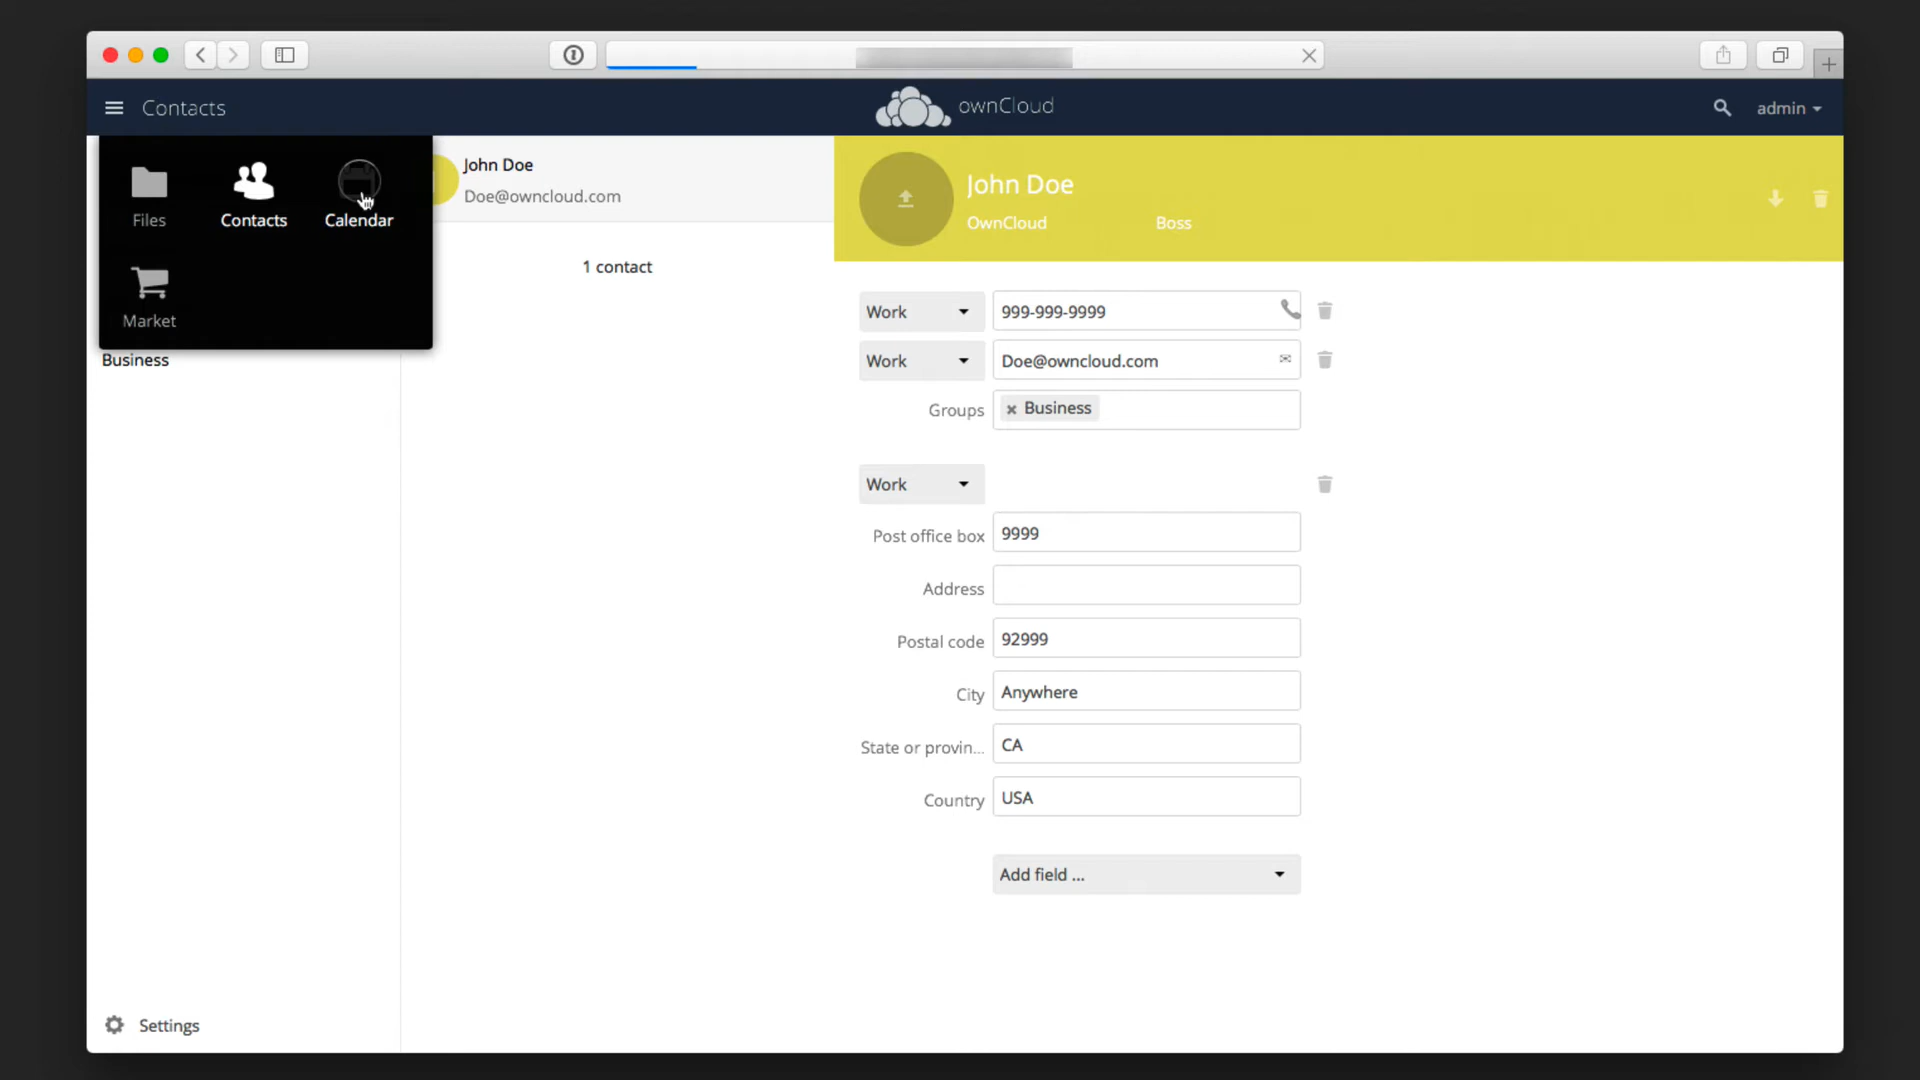 Contacts
ownCloud
admin
Files
Contacts
Calendar
Market
Business
Settings
John Doe
Doe@owncloud.com
1 contact
John Doe
OwnCloud
Boss
Work
999-999-9999
Work
Doe@owncloud.com
Groups
Business
Work
Post office box
9999
Address
Postal code
92999
City
Anywhere
State or provin...
CA
Country
USA
Add field ...